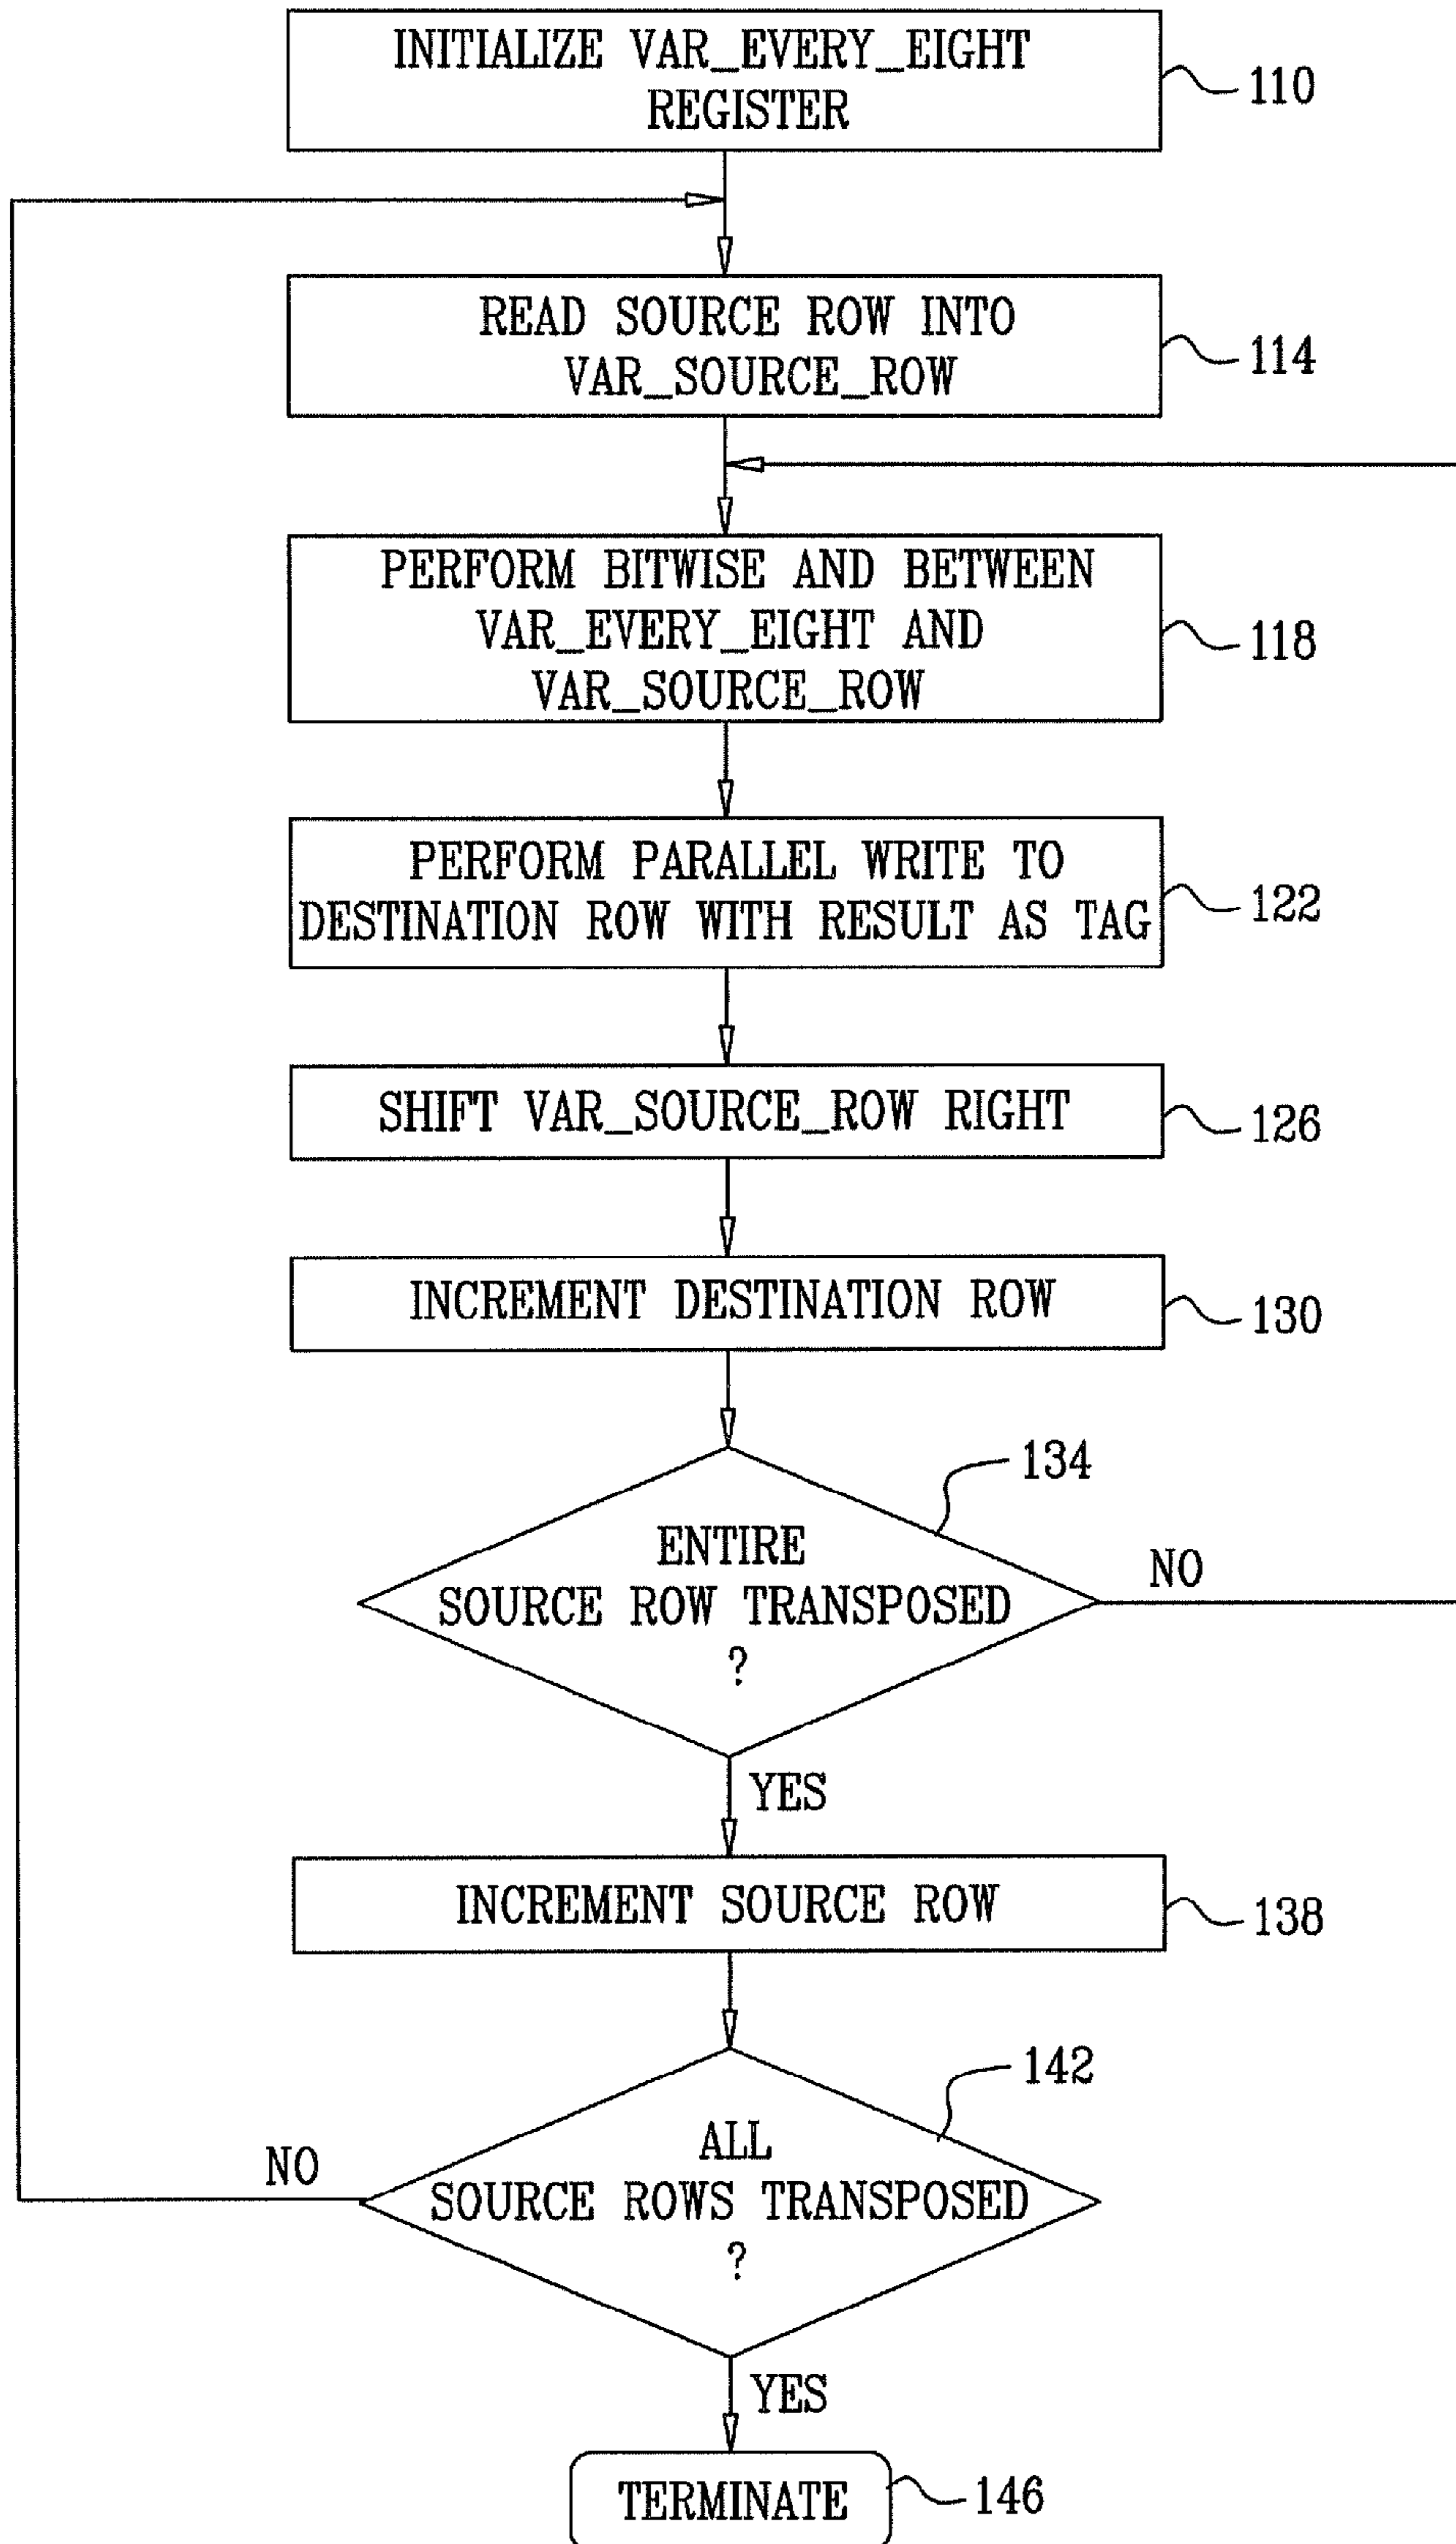 INITIALIZE VAR_EVERY_EIGHT
REGISTER
110
READ SOURCE ROW INTO
VAR_SOURCE_ROW
114
PERFORM BITWISE AND BETWEEN
VAR_EVERY_EIGHT AND
VAR_SOURCE_ROW
118
PERFORM PARALLEL WRITE TO
DESTINATION ROW WITH RESULT AS TAG
122
SHIFT VAR_SOURCE_ROW RIGHT
126
INCREMENT DESTINATION ROW
130
134
ENTIRE
SOURCE ROW TRANSPOSED
?
NO
YES
INCREMENT SOURCE ROW
138
142
ALL
SOURCE ROWS TRANSPOSED
?
NO
YES
TERMINATE
146